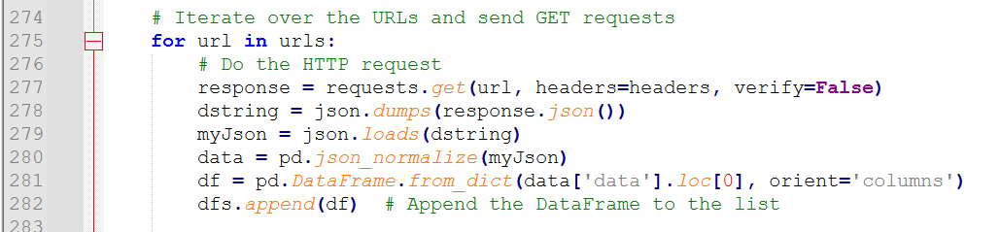 274 # Iterate over the URLs and send GET requests
275 for url in urls:
276 # Do the HTTP request
277 response = requests.get(url, headers=headers, verify=False)
278 dstring = json.dumps(response.json())
279 myJson = json.loads(dstring)
280 data = pd.json_normalize(myJson)
281 df = pd.DataFrame.from_dict(data['data'].loc[0], orient='columns')
282 dfs.append(df) # Append the DataFrame to the list
283